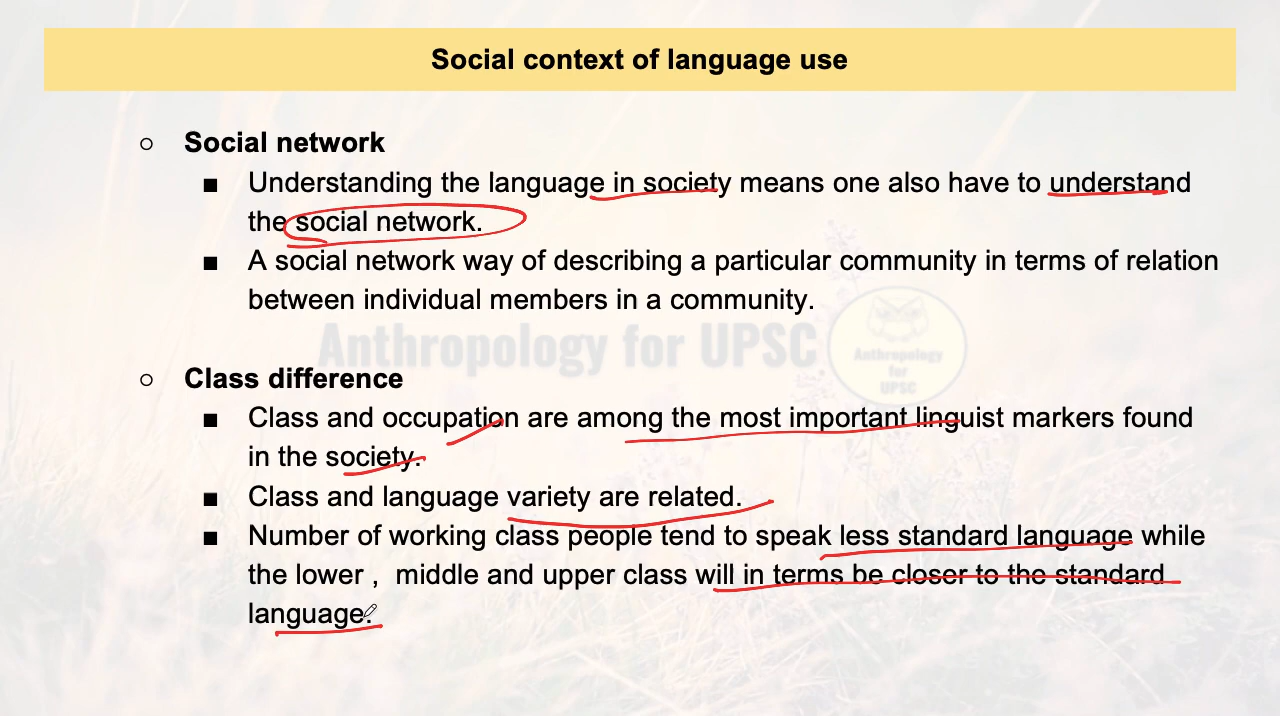 Social context of language use
○ Social network
■ Understanding the language in society means one also have to understand
the social network.
■ A social network way of describing a particular community in terms of relation
between individual members in a community.
Anthropology for UPSC
Anthropology
for
UPSC
○ Class difference
■ Class and occupation are among the most important linguist markers found
in the society.
■ Class and language variety are related.
■ Number of working class people tend to speak less standard language while
the lower , middle and upper class will in terms be closer to the standard
language.